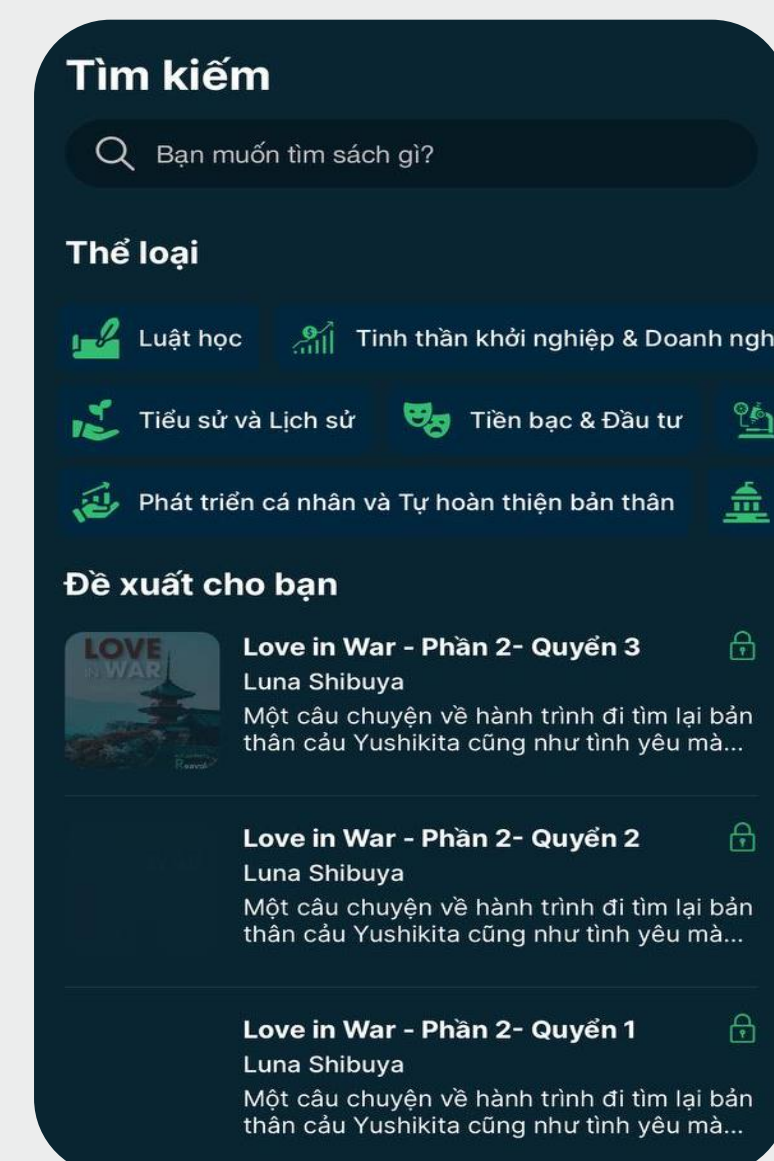 Tìm kiếm
Bạn muốn tìm sách gì?
Thể loại
Luật học
Tinh thần khởi nghiệp & Doanh ngh
Tiểu sử và Lịch sử
Tiền bạc & Đầu tư
Phát triển cá nhân và Tự hoàn thiện bản thân
Đề xuất cho bạn
LOVE
IN WAR
Love in War - Phần 2- Quyển 3
Luna Shibuya
Một câu chuyện về hành trình đi tìm lại bản
thân cảu Yushikita cũng như tình yêu mà...
Love in War - Phần 2- Quyển 2
Luna Shibuya
Một câu chuyện về hành trình đi tìm lại bản
thân cảu Yushikita cũng như tình yêu mà...
Love in War - Phần 2- Quyển 1
Luna Shibuya
Một câu chuyện về hành trình đi tìm lại bản
thân cảu Yushikita cũng như tình yêu mà...